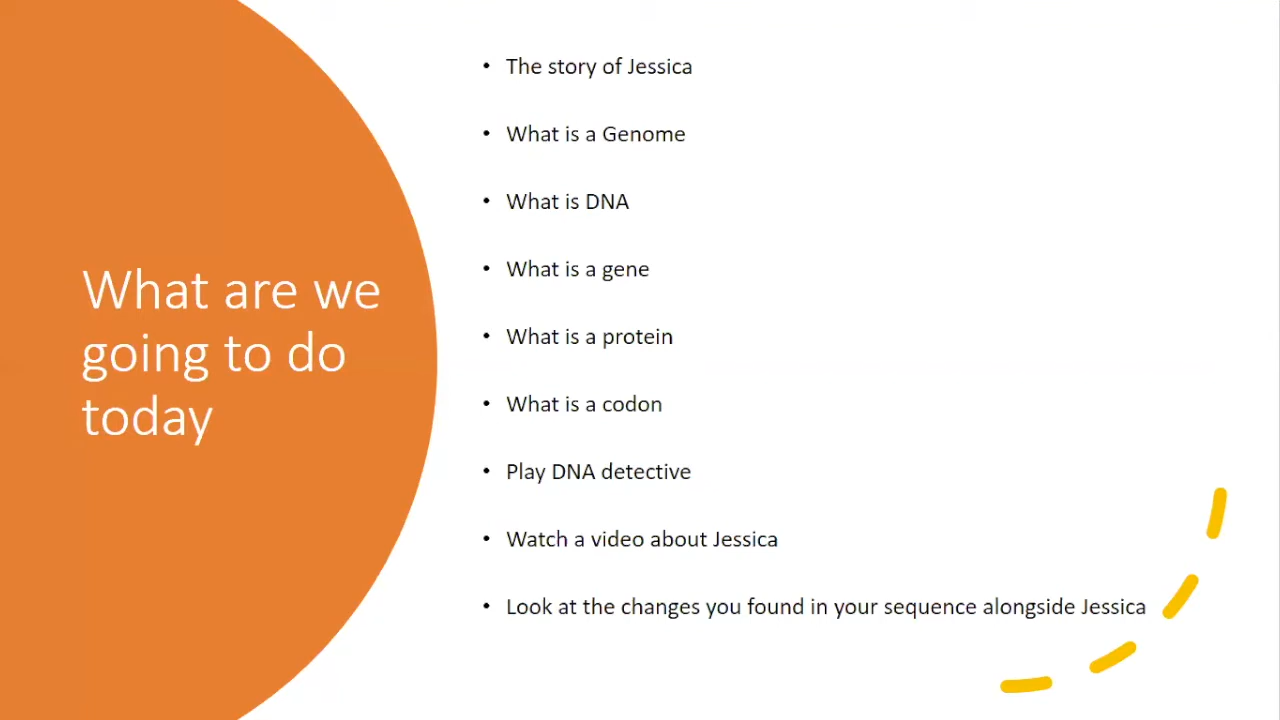 What are we
going to do
today
• The story of Jessica
• What is a Genome
• What is DNA
• What is a gene
• What is a protein
• What is a codon
• Play DNA detective
• Watch a video about Jessica
• Look at the changes you found in your sequence alongside Jessica